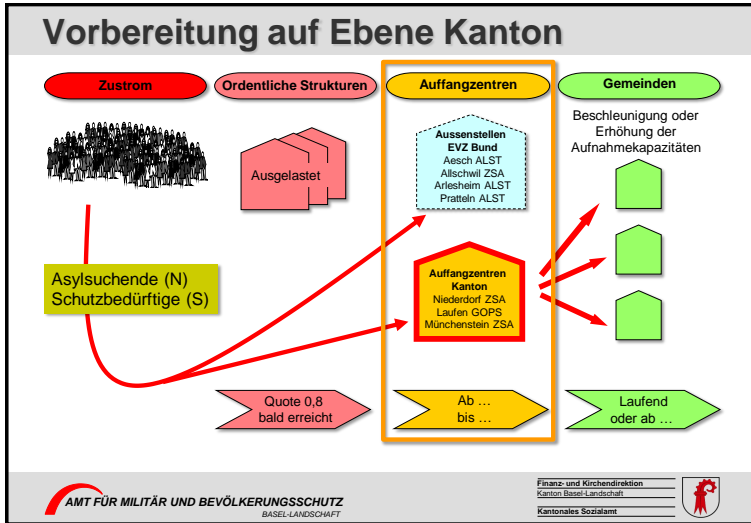 Vorbereitung auf Ebene Kanton
Zustrom
Ordentliche Strukturen
Auffangzentren
Gemeinden
Ausgelastet
Aussenstellen
EVZ Bund
Aesch ALST
Allschwil ZSA
Arlesheim ALST
Pratteln ALST
Beschleunigung oder
Erhöhung der
Aufnahmekapazitäten
Asylsuchende (N)
Schutzbedürftige (S)
Auffangzentren
Kanton
Niederdorf ZSA
Laufen GOPS
Münchenstein ZSA
Quote 0,8
bald erreicht
Ab ...
bis ...
Laufend
oder ab ...
AMT FÜR MILITÄR UND BEVÖLKERUNGSSCHUTZ
BASEL-LANDSCHAFT
Finanz- und Kirchendirektion
Kanton Basel-Landschaft
Kantonales Sozialamt